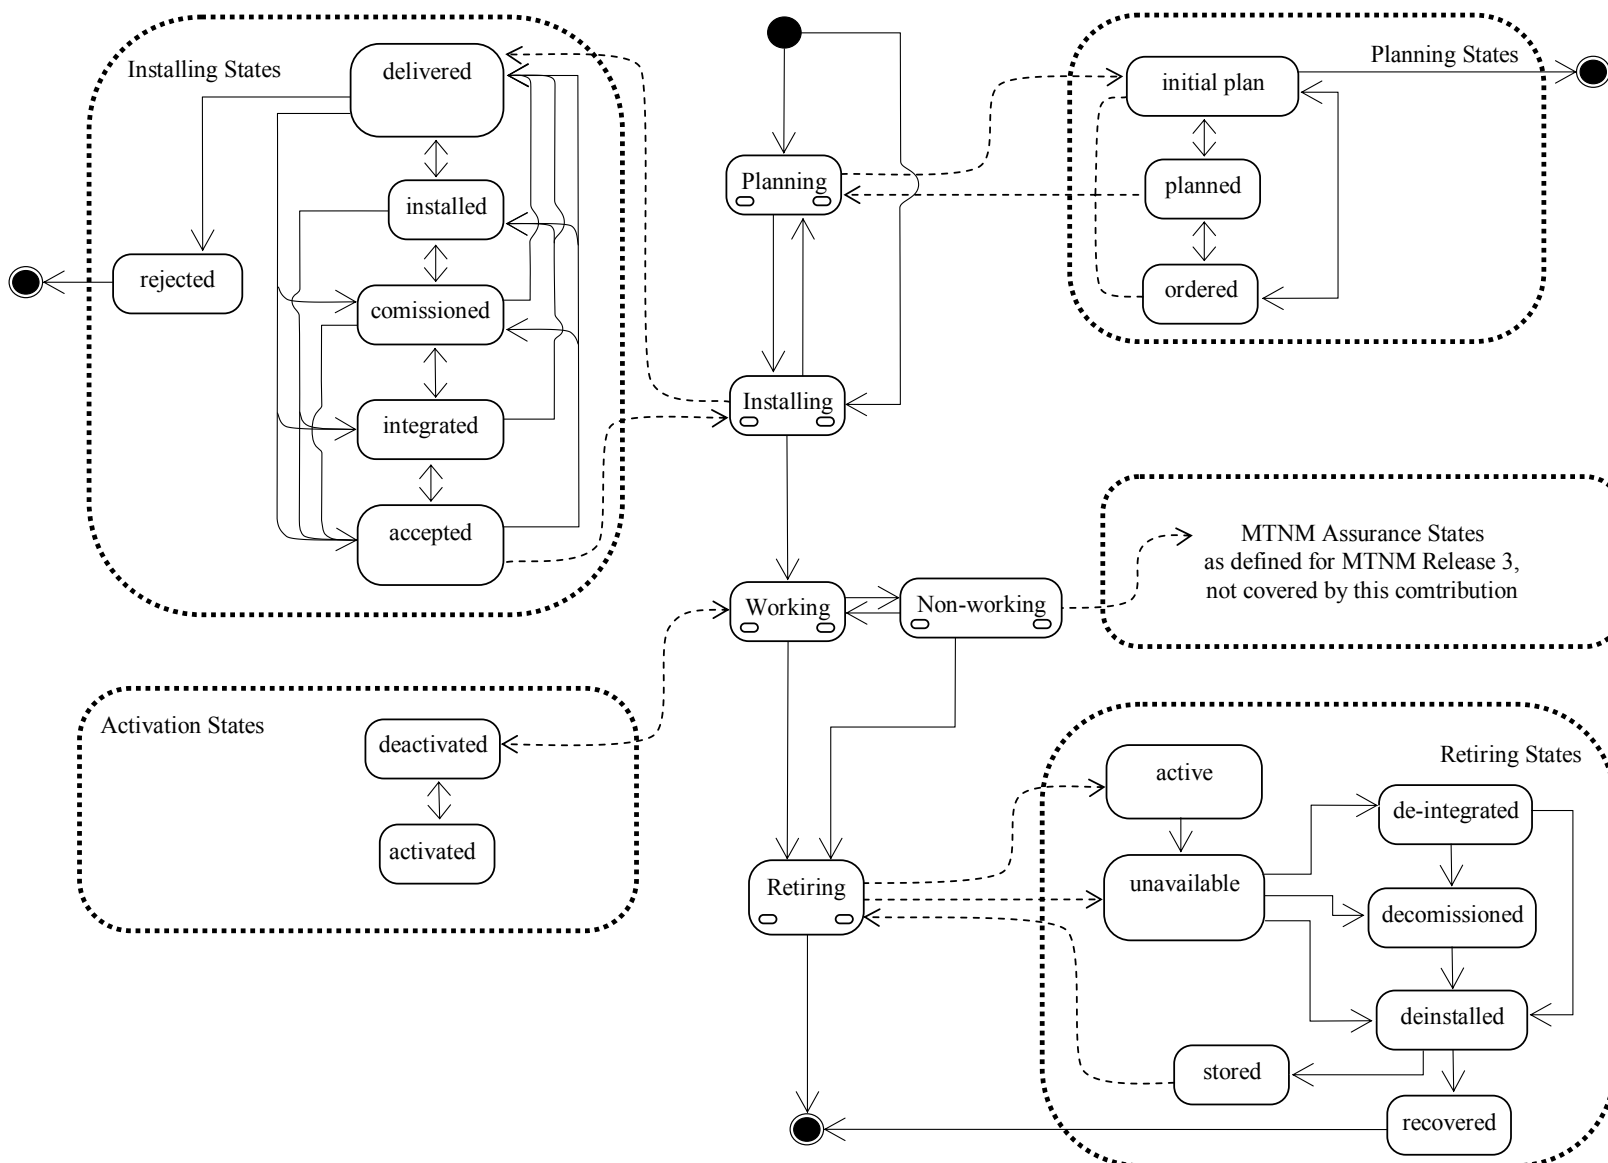 Installing States
delivered
installed
rejected
comissioned
integrated
accepted
Planning
Installing
Working
Non-working
Retiring
Planning States
initial plan
planned
ordered
MTNM Assurance States
as defined for MTNM Release 3,
not covered by this comtribution
Activation States
deactivated
activated
Retiring States
active
unavailable
de-integrated
decomissioned
deinstalled
stored
recovered